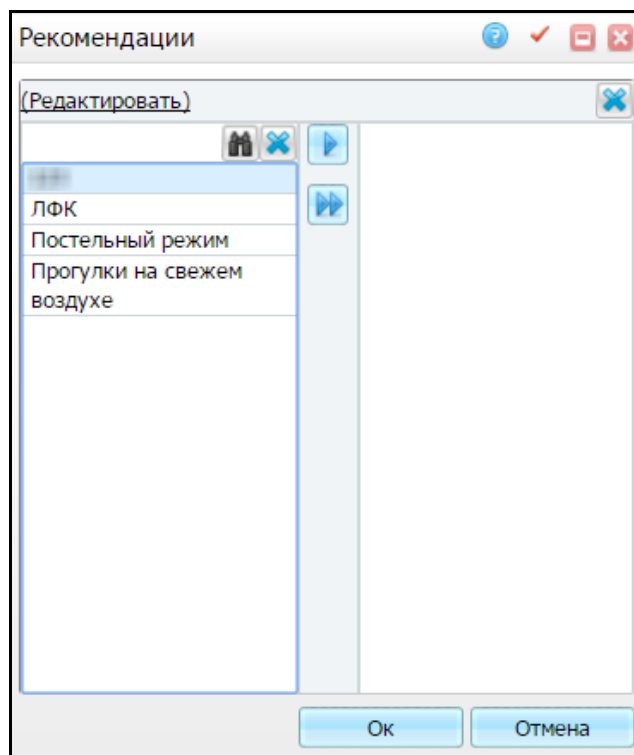 Рекомендации
(Редактировать)
ЛФК
Постельный режим
Прогулки на свежем
воздухе
Ок
Отмена